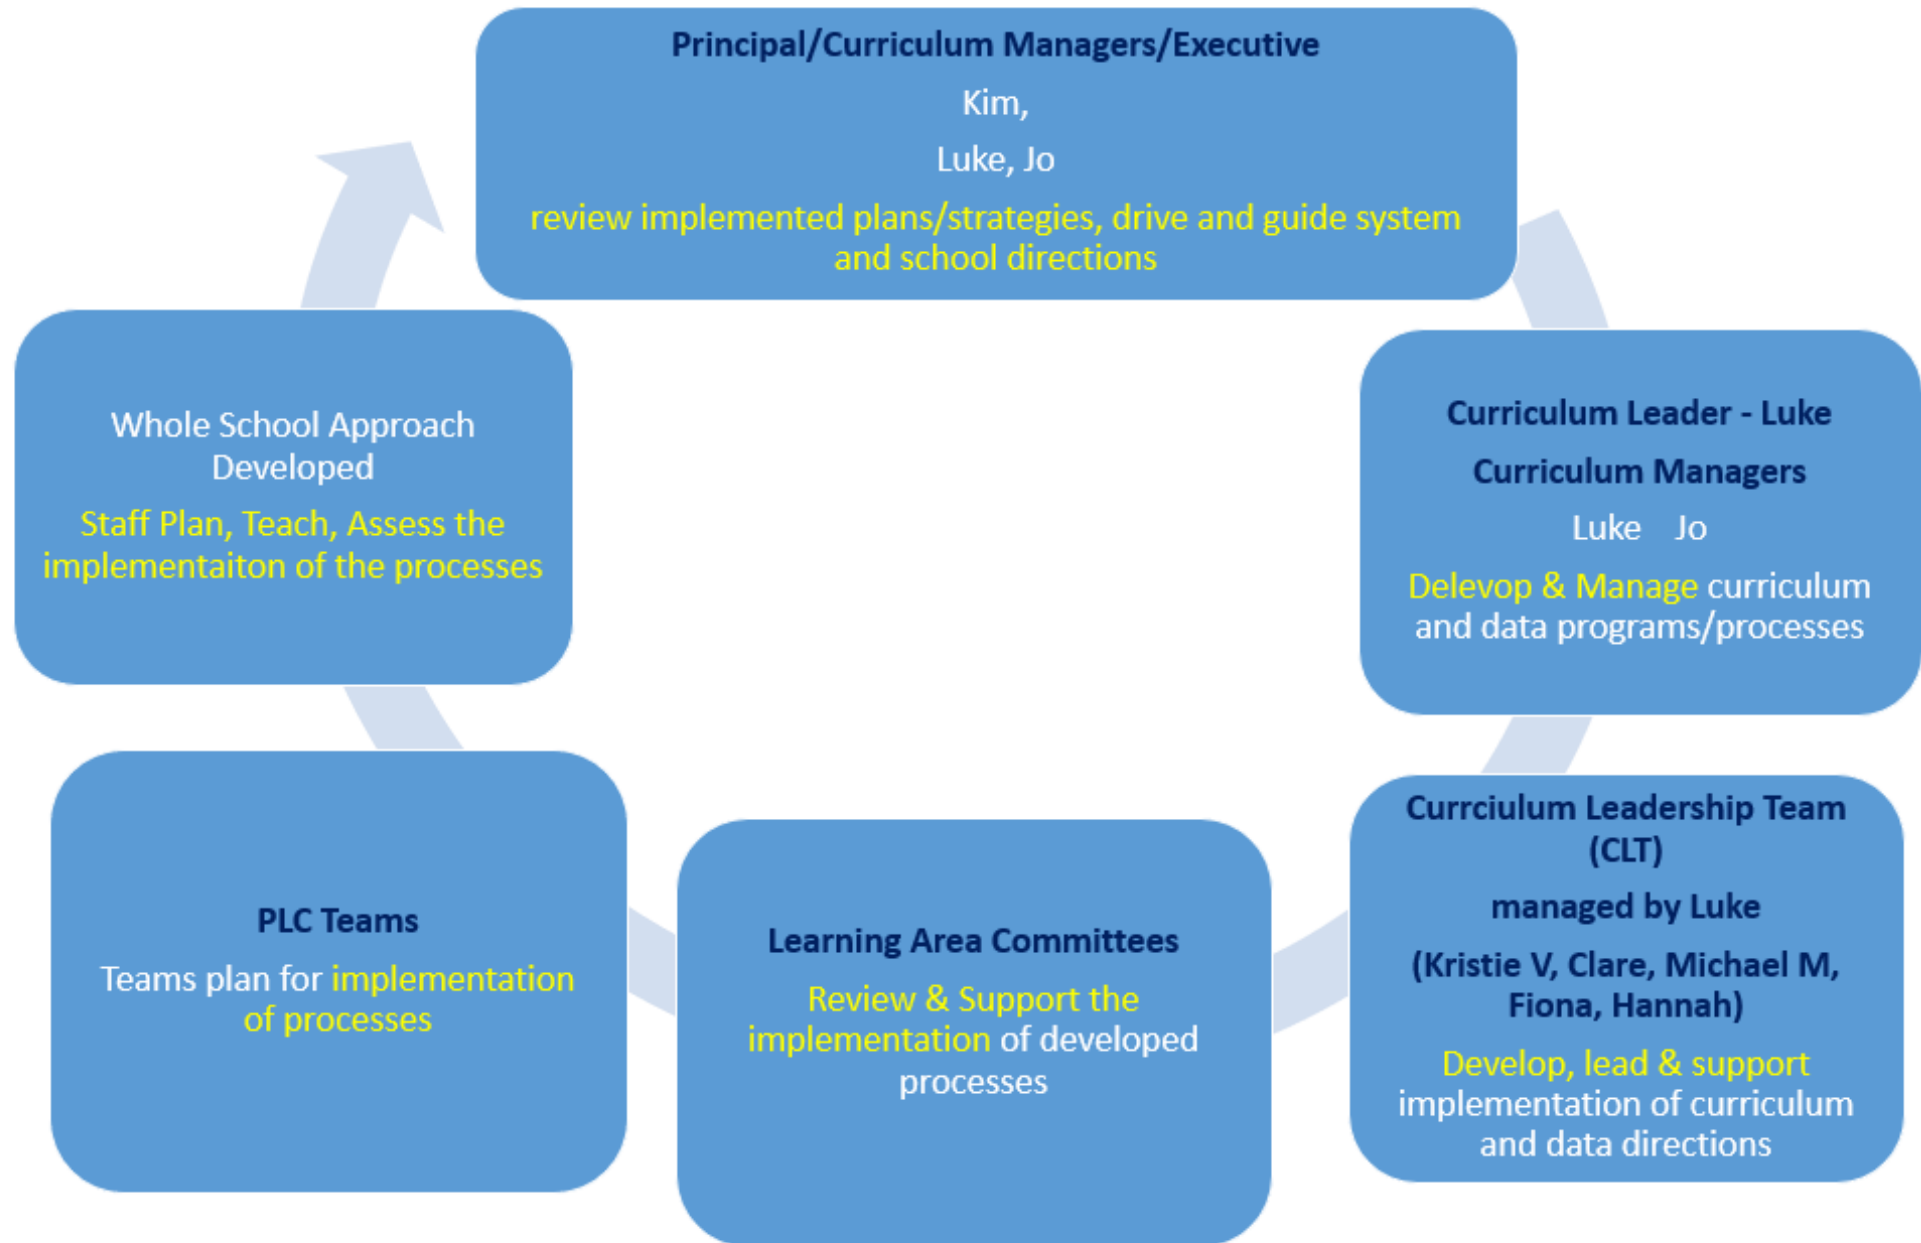 Principal/Curriculum Managers/Executive
Kim,
Luke, Jo
review implemented plans/strategies, drive and guide system
and school directions
Curriculum Leader - Luke
Curriculum Managers
Luke Jo
Delevop & Manage curriculum
and data programs/processes
Currciulum Leadership Team
(CLT)
managed by Luke
(Kristie V, Clare, Michael M,
Fiona, Hannah)
Develop, lead & support
implementation of curriculum
and data directions
Learning Area Committees
Review & Support the
implementation of developed
processes
PLC Teams
Teams plan for implementation
of processes
Whole School Approach
Developed
Staff Plan, Teach, Assess the
implementaiton of the processes